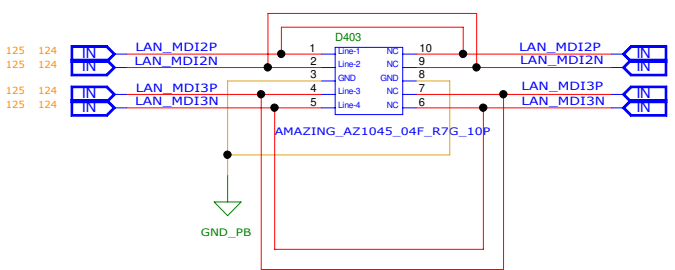 D403
125 124 IN LAN_MDI2P 1 Line-1 NC 10 LAN_MDI2P IN
125 124 IN LAN_MDI2N 2 Line-2 NC 9 LAN_MDI2N IN
3 GND GND 8
125 124 IN LAN_MDI3P 4 Line-3 NC 7 LAN_MDI3P IN
125 124 IN LAN_MDI3N 5 Line-4 NC 6 LAN_MDI3N IN
AMAZING_AZ1045_04F_R7G_10P
GND_PB